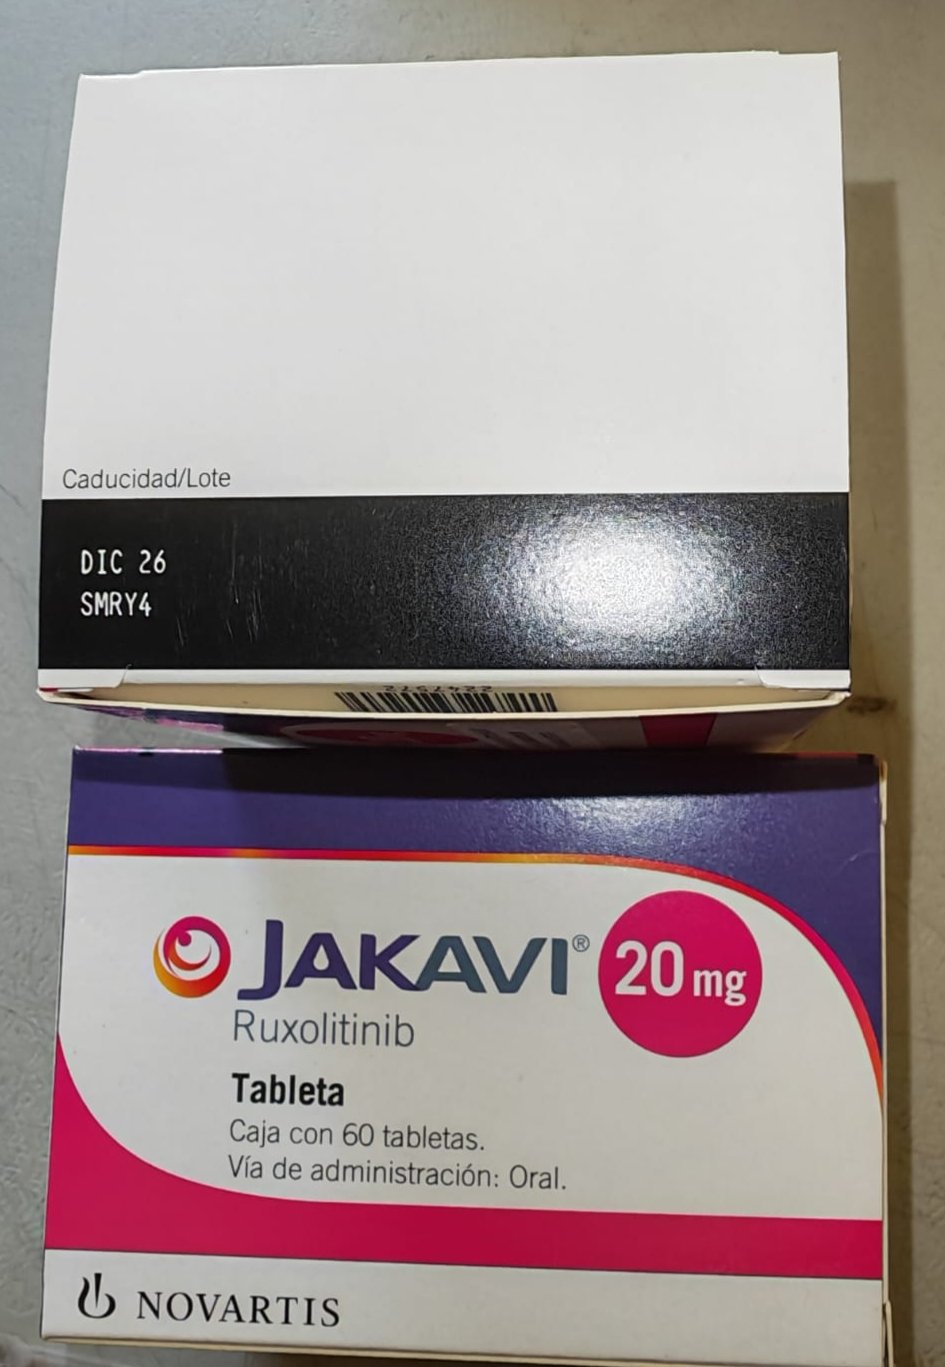 Caducidad/Lote
DIC 26
SMRY4
JAKAVI® 20 mg
Ruxolitinib
Tableta
Caja con 60 tabletas.
Vía de administración: Oral.
NOVARTIS